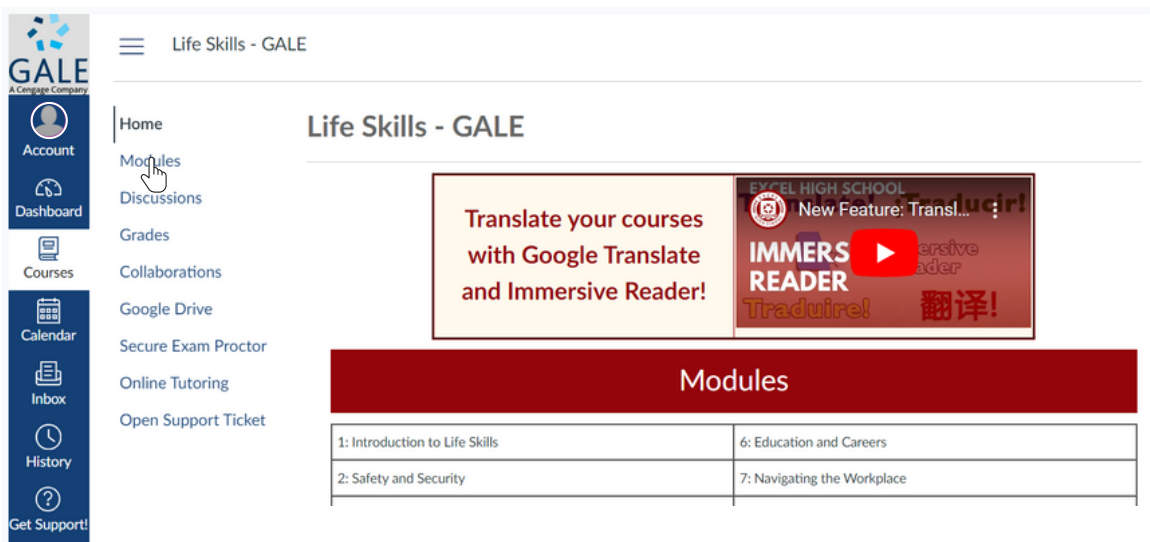 GALE
A Cengage Company
Account
Dashboard
Courses
Calendar
Inbox
History
Get Support!
Life Skills - GALE
Home
Modules
Discussions
Grades
Collaborations
Google Drive
Secure Exam Proctor
Online Tutoring
Open Support Ticket
Life Skills - GALE
Translate your courses
with Google Translate
and Immersive Reader!
EXCEL HIGH SCHOOL
New Feature: Transl...
IMMERS
READER
Traduire!
翻译!
Modules
1: Introduction to Life Skills
6: Education and Careers
2: Safety and Security
7: Navigating the Workplace